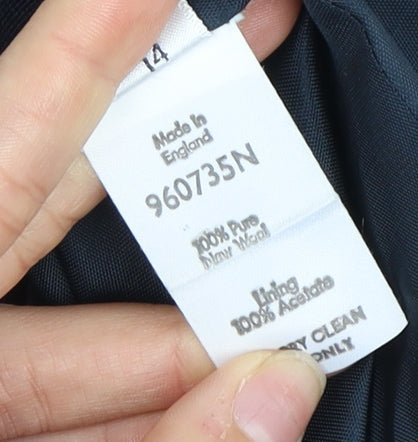 14
Made In
England
960735N
100% Pure
New Wool
Lining
100% Acetate
DRY CLEAN
ONLY